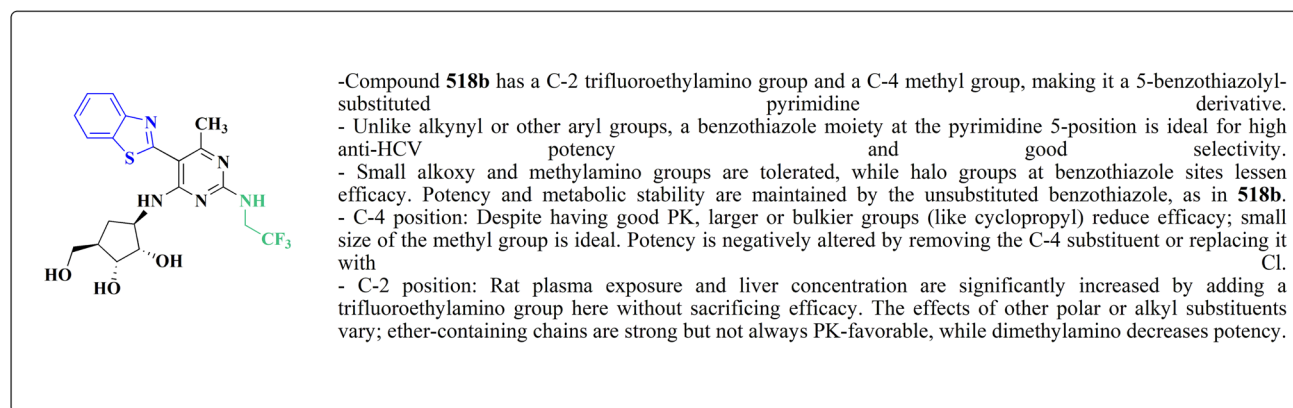 N
S
CH3
N
HN
N
NH
CF3
HO
OH
HO
-Compound 518b has a C-2 trifluoroethylamino group and a C-4 methyl group, making it a 5-benzothiazolyl-
substituted pyrimidine derivative.
- Unlike alkynyl or other aryl groups, a benzothiazole moiety at the pyrimidine 5-position is ideal for high
anti-HCV potency and good selectivity.
- Small alkoxy and methylamino groups are tolerated, while halo groups at benzothiazole sites lessen
efficacy. Potency and metabolic stability are maintained by the unsubstituted benzothiazole, as in 518b.
- C-4 position: Despite having good PK, larger or bulkier groups (like cyclopropyl) reduce efficacy; small
size of the methyl group is ideal. Potency is negatively altered by removing the C-4 substituent or replacing it
with Cl.
- C-2 position: Rat plasma exposure and liver concentration are significantly increased by adding a
trifluoroethylamino group here without sacrificing efficacy. The effects of other polar or alkyl substituents
vary; ether-containing chains are strong but not always PK-favorable, while dimethylamino decreases potency.